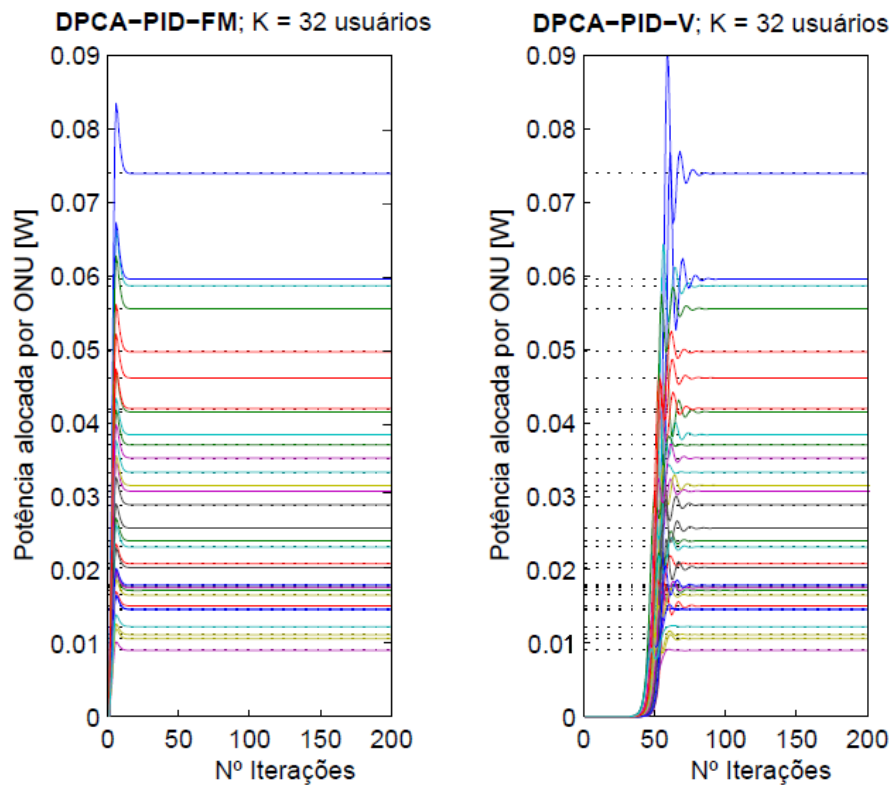 DPCA−PID−FM; K = 32 usuários
DPCA−PID−V; K = 32 usuários
Potência alocada por ONU [W]
0.09
0.08
0.07
0.06
0.05
0.04
0.03
0.02
0.01
0
0 50 100 150 200
Nº Iterações
Potência alocada por ONU [W]
0.09
0.08
0.07
0.06
0.05
0.04
0.03
0.02
0.01
0
0 50 100 150 200
Nº Iterações